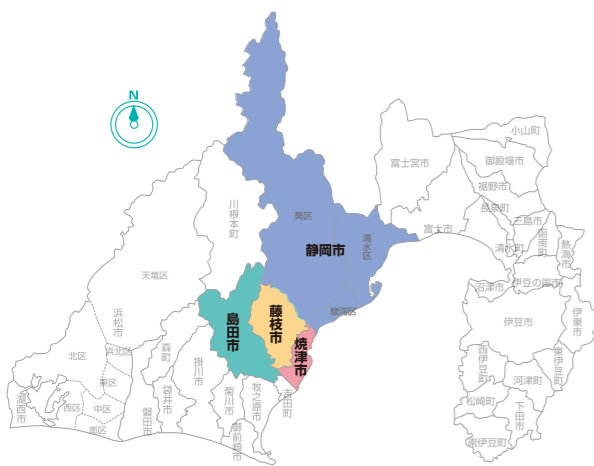 N
小山町
富士宮市
御殿場市
裾野市
長泉町
川根本町
葵区
三島市
富士市
函南町
清水区
清水町
熱海市
静岡市
天竜区
沼津市
伊豆の国市
浜松市
駿河区
島田市
藤枝市
伊豆市
伊東市
焼津市
北区
浜北区
森町
掛川市
西伊豆町
東伊豆町
東区
河津町
袋井市
菊川市
牧之原市
吉田町
湖西市
西区
中区
磐田市
松崎町
下田市
南区
御前崎市
南伊豆町